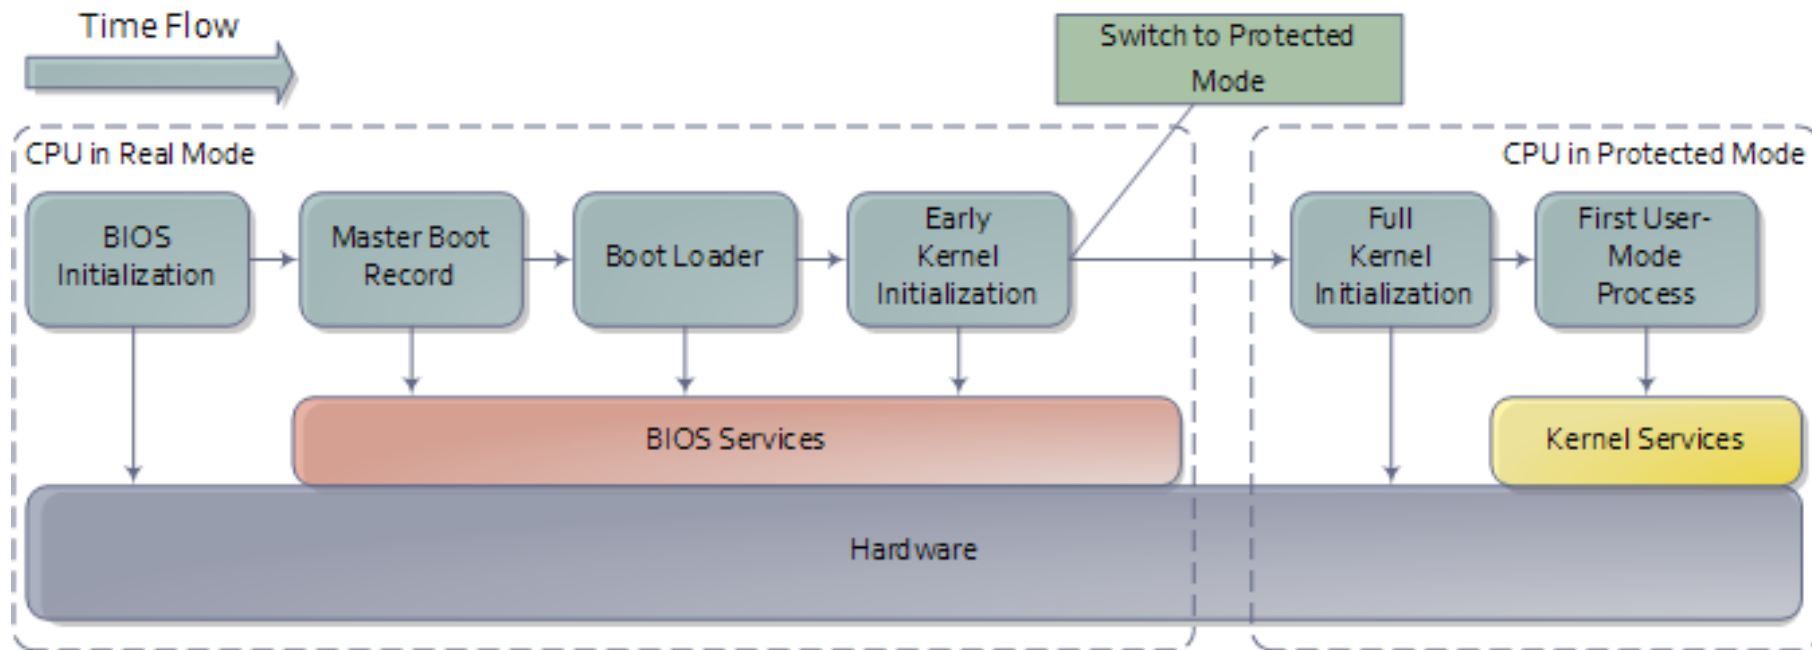 Time Flow
Switch to Protected
Mode
CPU in Real Mode
CPU in Protected Mode
BIOS
Initialization
Master Boot
Record
Boot Loader
Early
Kernel
Initialization
Full
Kernel
Initialization
First User-
Mode
Process
BIOS Services
Kernel Services
Hardware